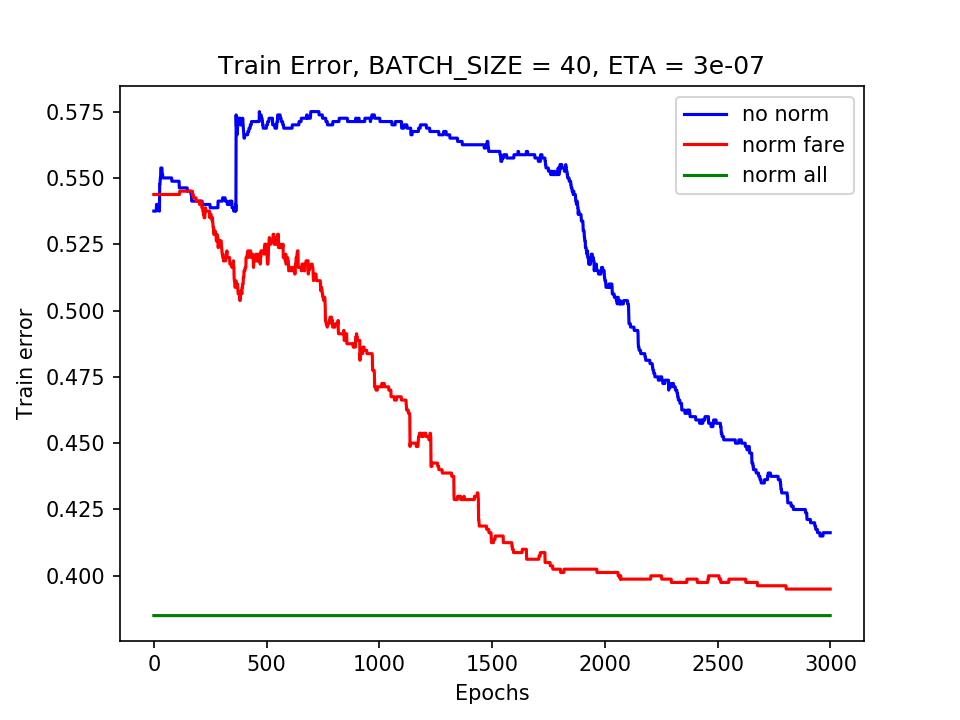 Train Error, BATCH_SIZE = 40, ETA = 3e-07
no norm
norm fare
norm all
0.575
0.550
0.525
0.500
0.475
0.450
0.425
0.400
Train error
0 500 1000 1500 2000 2500 3000
Epochs